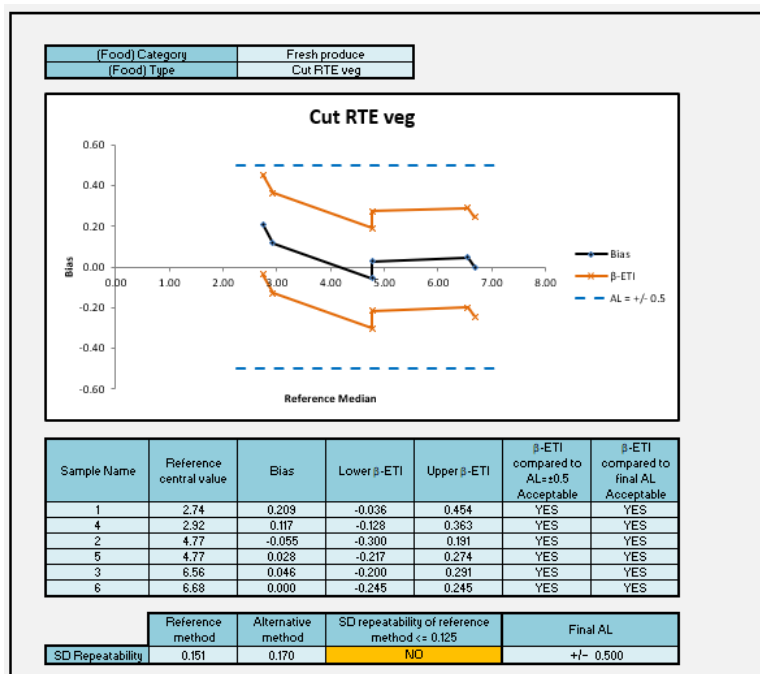 (Food) Category Fresh produce
(Food) Type Cut RTE veg
Cut RTE veg
0.60
0.40
0.20
0.00
-0.20
-0.40
-0.60
Bias
0.00 1.00 2.00 3.00 4.00 5.00 6.00 7.00 8.00
Reference Median
Bias
β-ETI
AL = +/- 0.5
Sample Name Reference central value Bias Lower β-ETI Upper β-ETI β-ETI compared to AL=±0.5 Acceptable β-ETI compared to final AL Acceptable
1 2.74 0.209 -0.036 0.454 YES YES
4 2.92 0.117 -0.128 0.363 YES YES
2 4.77 -0.055 -0.300 0.191 YES YES
5 4.77 0.028 -0.217 0.274 YES YES
3 6.56 0.046 -0.200 0.291 YES YES
6 6.68 0.000 -0.245 0.245 YES YES
Reference method Alternative method SD repeatability of reference method <= 0.125 Final AL
SD Repeatability 0.151 0.170 NO +/- 0.500